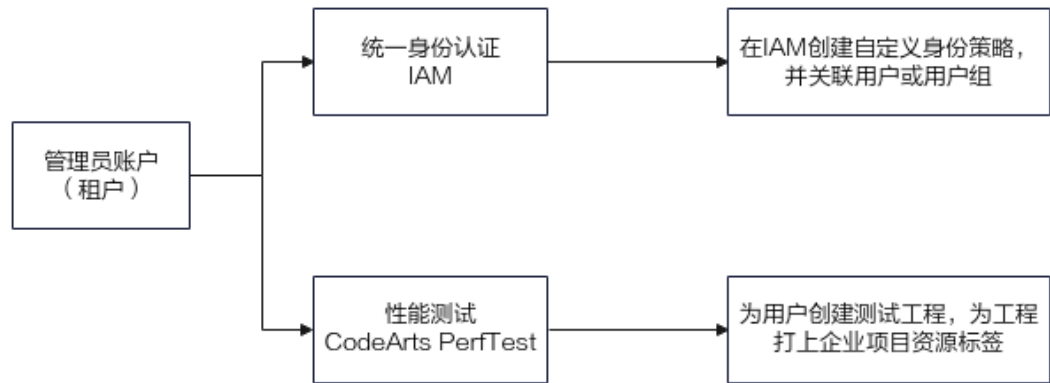 管理员账户
（租户）
统一身份认证
IAM
在IAM创建自定义身份策略，
并关联用户或用户组
性能测试
CodeArts PerfTest
为用户创建测试工程，为工程
打上企业项目资源标签